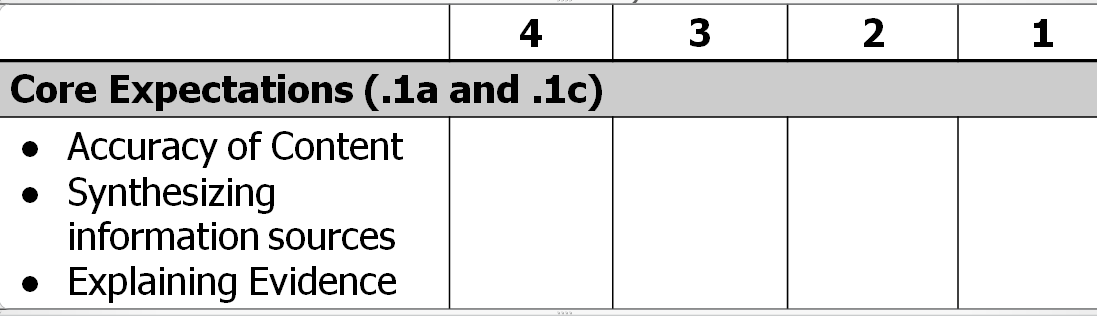 4 3 2 1
Core Expectations (.1a and .1c)
● Accuracy of Content
● Synthesizing
information sources
● Explaining Evidence